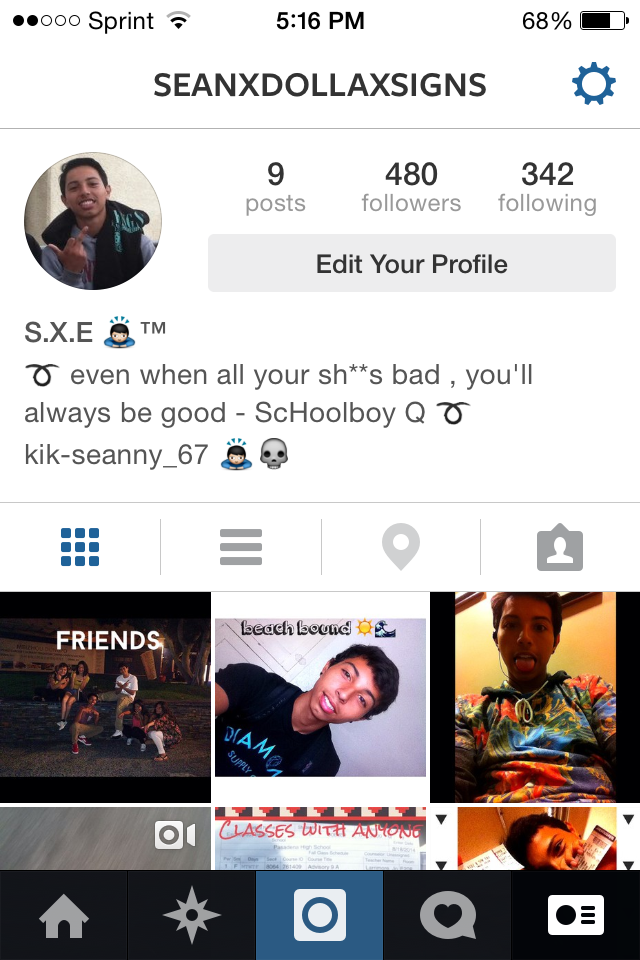 Sprint 5:16 PM 68%
SEANXDOLLAXSIGNS
9 480 342
posts followers following
Edit Your Profile
S.X.E 🙇™
➰ even when all your sh**s bad , you'll
always be good - ScHoolboy Q ➰
kik-seanny_67 🙇💀
FRIENDS
beach bound ☀🌊
DIAMON
SUPPLY
CLASSES WITH ANYONE
Pasadena High School